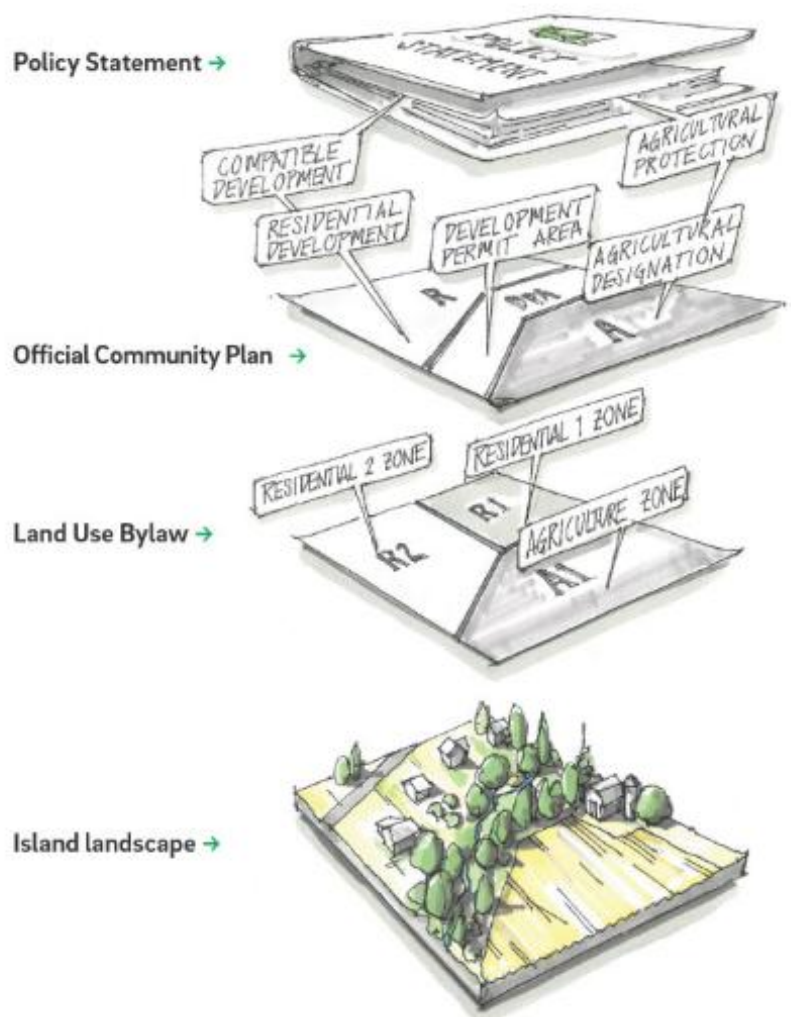 Policy Statement →
POLICY
STATEMENT
COMPATIBLE
DEVELOPMENT
AGRICULTURAL
PROTECTION
RESIDENTIAL
DEVELOPMENT
DEVELOPMENT
PERMIT AREA
AGRICULTURAL
DESIGNATION
R
DPA
A
Official Community Plan →
RESIDENTIAL 2 ZONE
RESIDENTIAL 1 ZONE
R1
AGRICULTURE ZONE
Land Use Bylaw →
R2
A1
Island landscape →